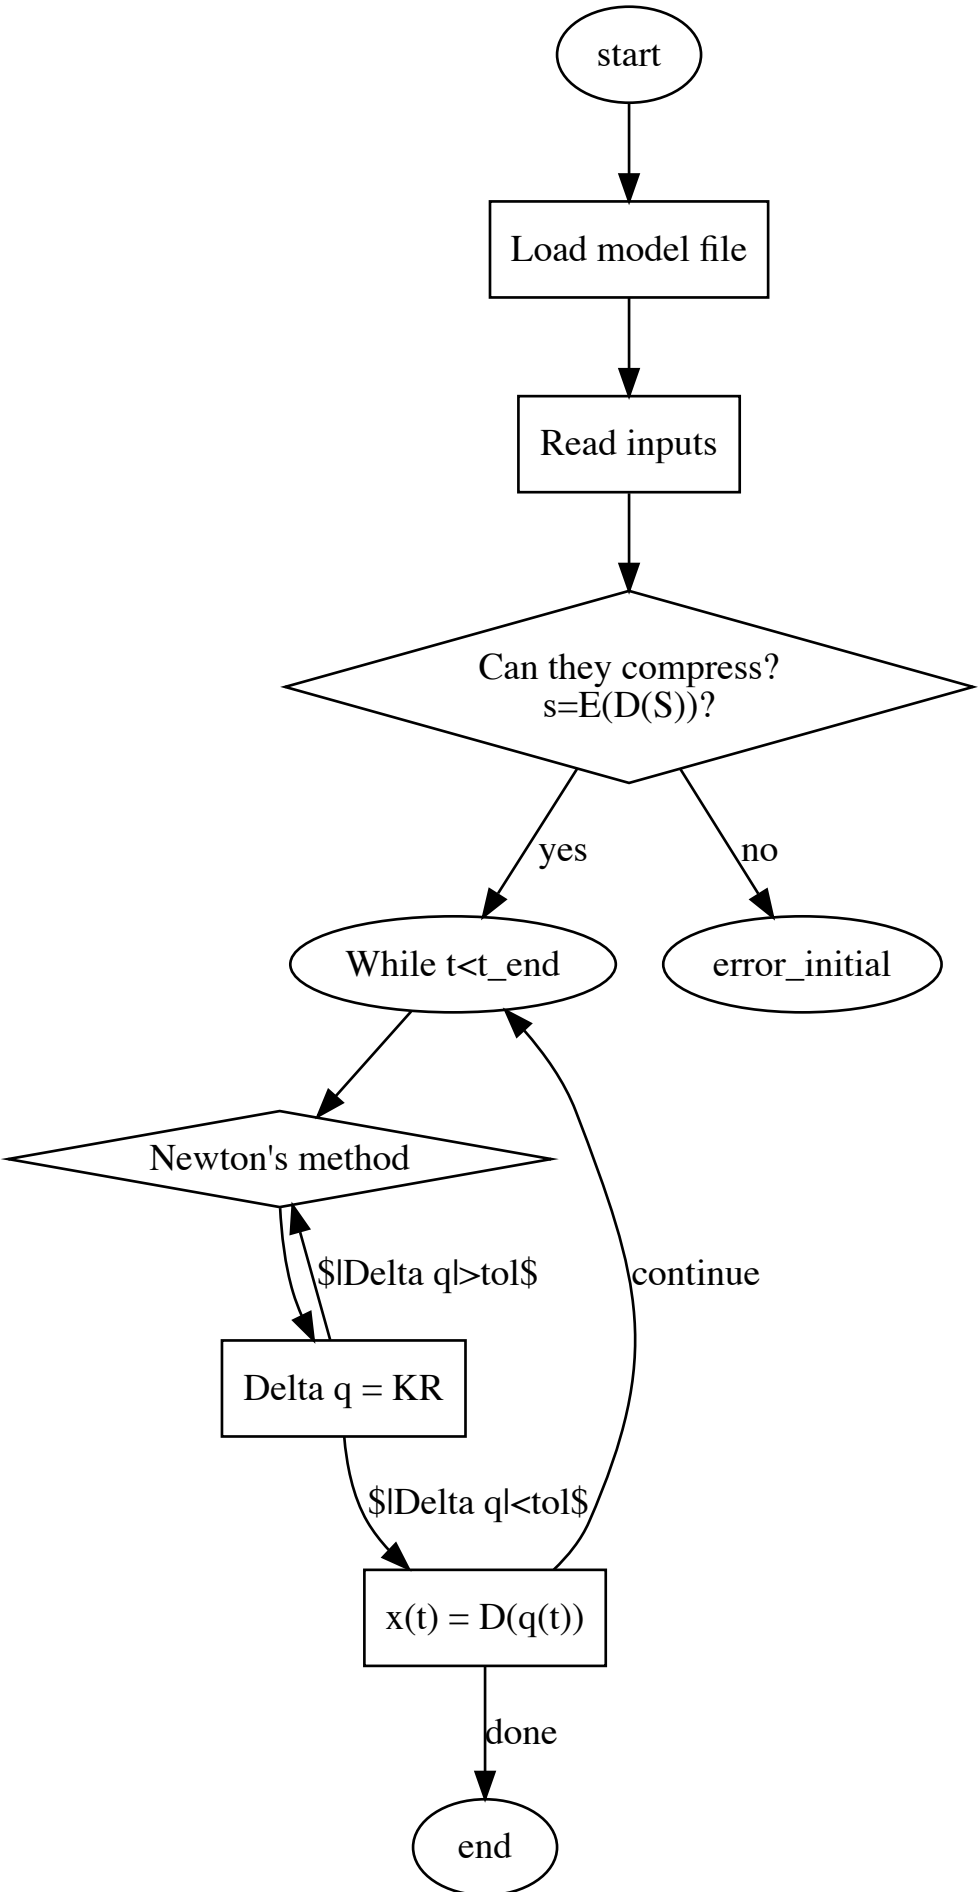 start
Load model file
Read inputs
Can they compress?
s=E(D(S))?
yes
no
While t<t_end
error_initial
Newton's method
$|Delta q|>tol$
continue
Delta q = KR
$|Delta q|<tol$
x(t) = D(q(t))
done
end